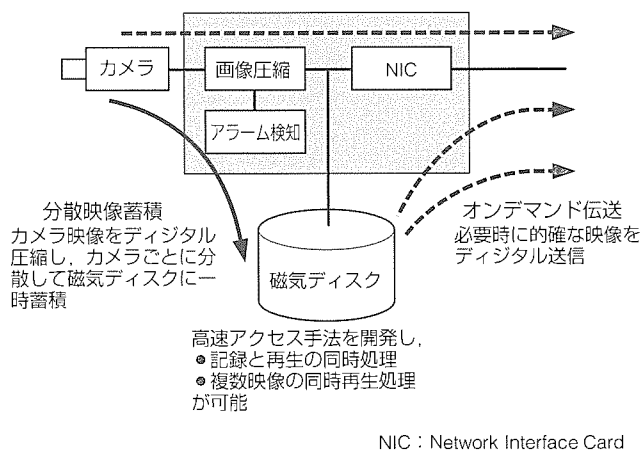 カメラ
画像圧縮
NIC
アラーム検知
分散映像蓄積
カメラ映像をディジタル
圧縮し，カメラごとに分
散して磁気ディスクに一
時蓄積
オンデマンド伝送
必要時に的確な映像を
ディジタル送信
磁気ディスク
高速アクセス手法を開発し，
●記録と再生の同時処理
●複数映像の同時再生処理
が可能
NIC：Network Interface Card